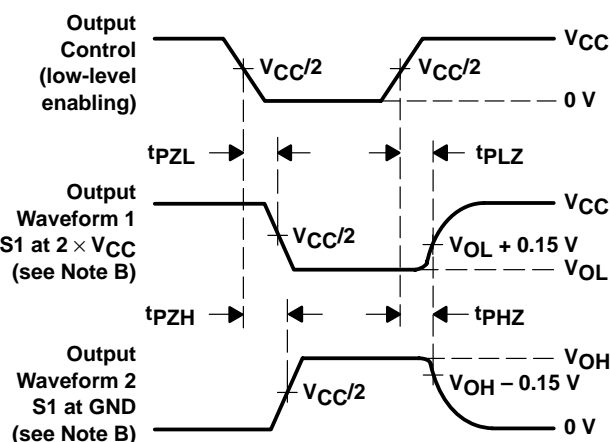 Output
Control
(low-level
enabling)
VCC/2
VCC/2
VCC
0 V
tPZL
tPLZ
Output
Waveform 1
S1 at 2 × VCC
(see Note B)
VCC/2
VCC
VOL + 0.15 V
VOL
tPZH
tPHZ
Output
Waveform 2
S1 at GND
(see Note B)
VCC/2
VOH
VOH – 0.15 V
0 V